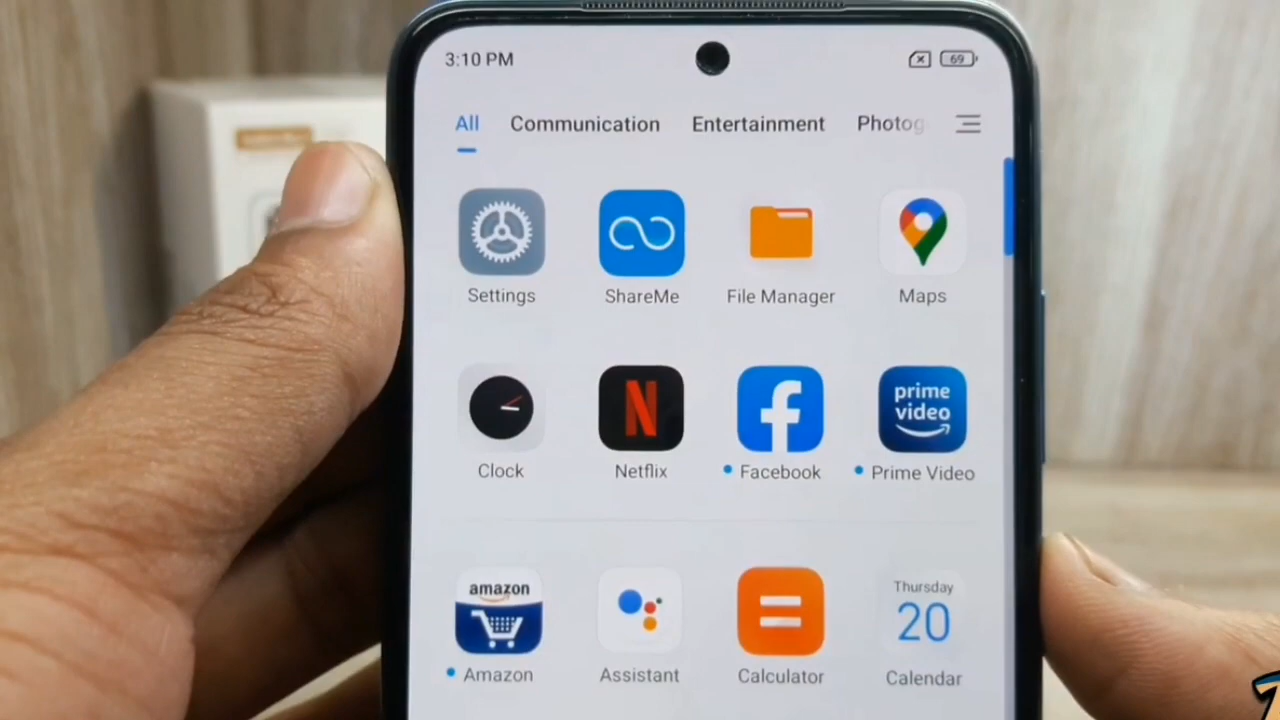 3:10 PM
69
All Communication Entertainment Photog
Settings ShareMe File Manager Maps
N
prime
video
Clock Netflix Facebook Prime Video
amazon
Thursday
20
Amazon Assistant Calculator Calendar